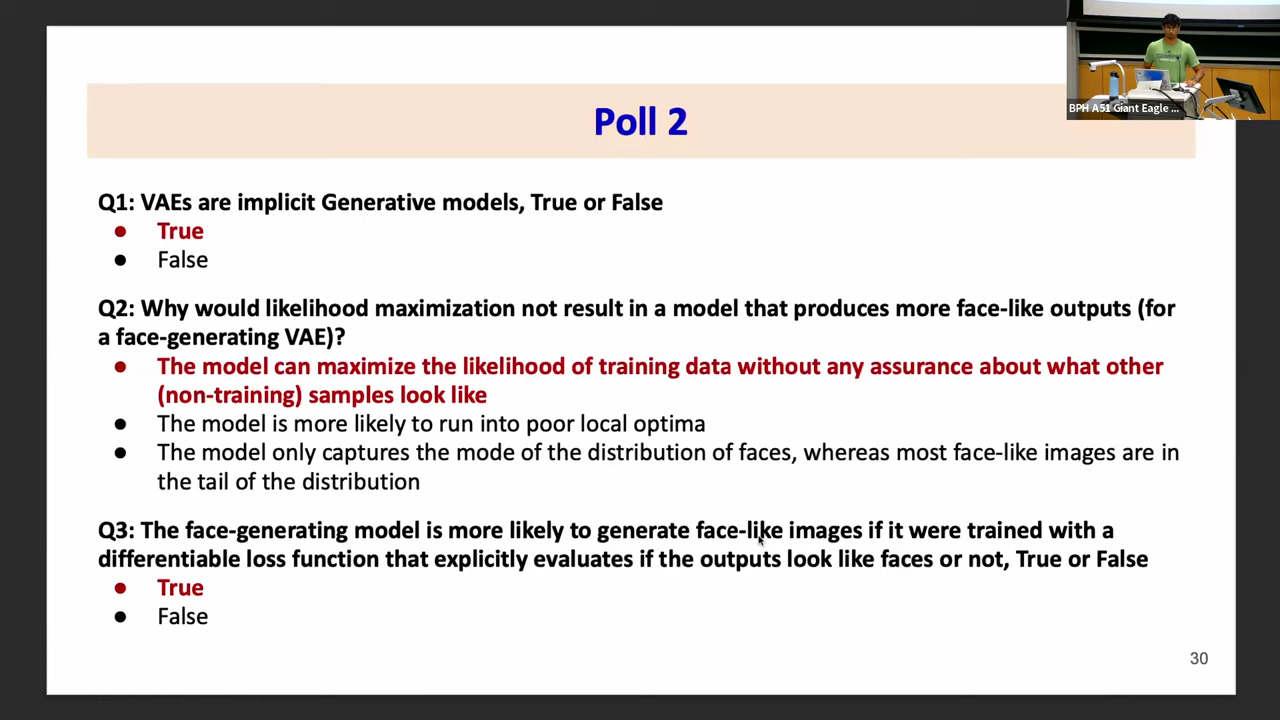 BPH A51 Giant Eagle ...
Poll 2
Q1: VAEs are implicit Generative models, True or False
● True
● False
Q2: Why would likelihood maximization not result in a model that produces more face-like outputs (for
a face-generating VAE)?
● The model can maximize the likelihood of training data without any assurance about what other
(non-training) samples look like
● The model is more likely to run into poor local optima
● The model only captures the mode of the distribution of faces, whereas most face-like images are in
the tail of the distribution
Q3: The face-generating model is more likely to generate face-like images if it were trained with a
differentiable loss function that explicitly evaluates if the outputs look like faces or not, True or False
● True
● False
30